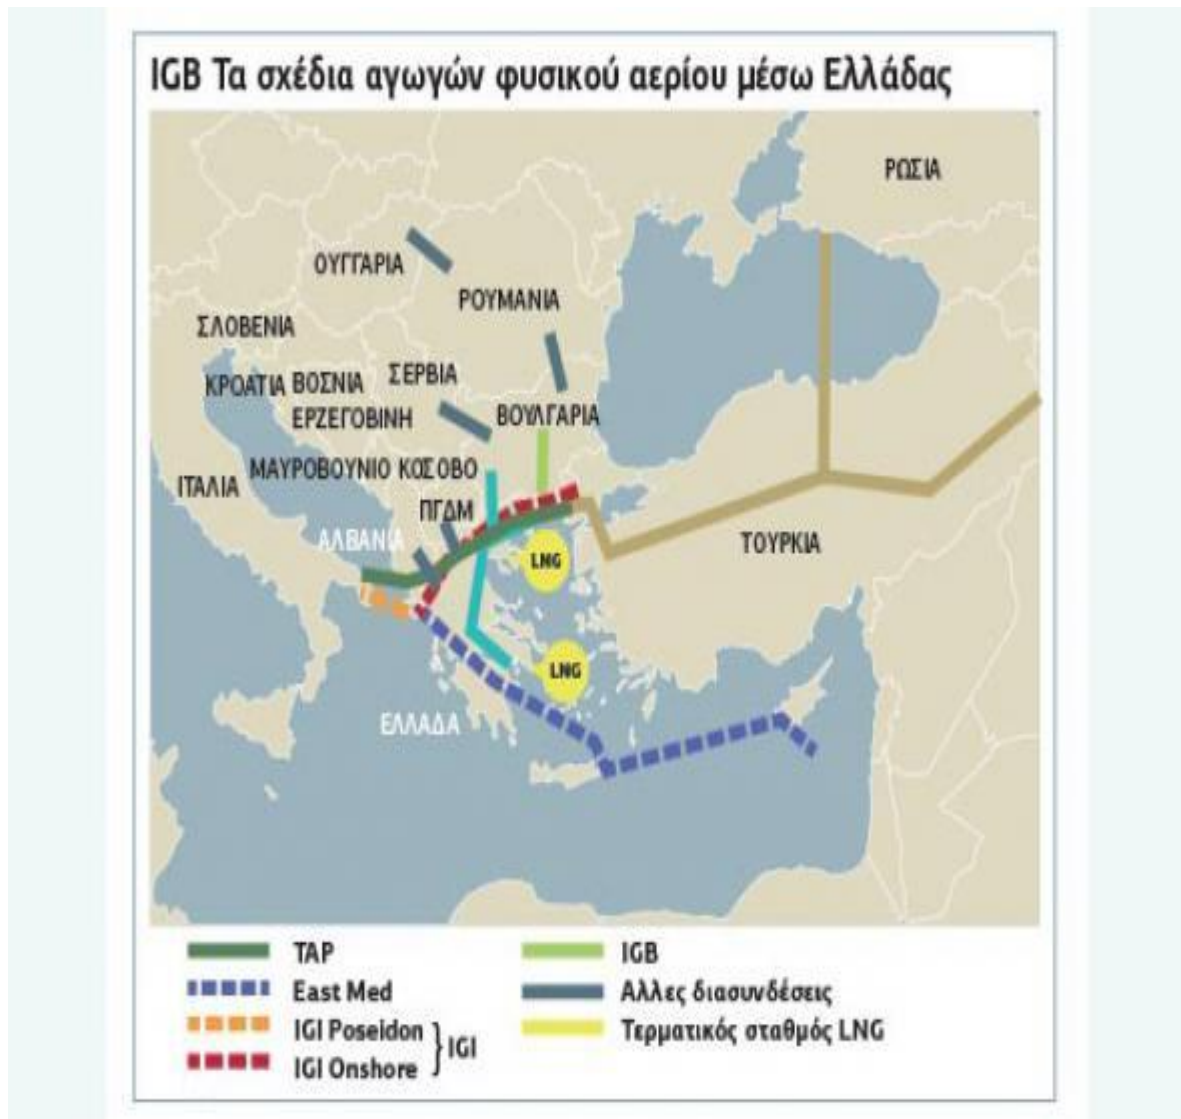 IGB Τα σχέδια αγωγών φυσικού αερίου μέσω Ελλάδας
ΡΩΣΙΑ
ΟΥΓΓΑΡΙΑ
ΡΟΥΜΑΝΙΑ
ΣΛΟΒΕΝΙΑ
ΚΡΟΑΤΙΑ
ΒΟΣΝΙΑ
ΕΡΖΕΓΟΒΙΝΗ
ΣΕΡΒΙΑ
ΒΟΥΛΓΑΡΙΑ
ΜΑΥΡΟΒΟΥΝΙΟ
ΚΟΣΟΒΟ
ΙΤΑΛΙΑ
ΠΓΔΜ
ΑΛΒΑΝΙΑ
ΤΟΥΡΚΙΑ
LNG
LNG
ΕΛΛΑΔΑ
TAP
East Med
IGI Poseidon
IGI Onshore
IGI
IGB
Αλλες διασυνδέσεις
Τερματικός σταθμός LNG